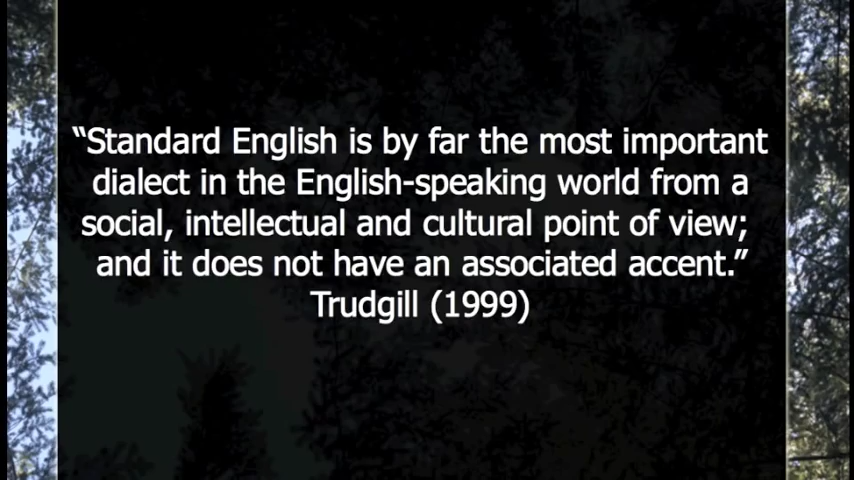 “Standard English is by far the most important
dialect in the English-speaking world from a
social, intellectual and cultural point of view;
and it does not have an associated accent.”
Trudgill (1999)